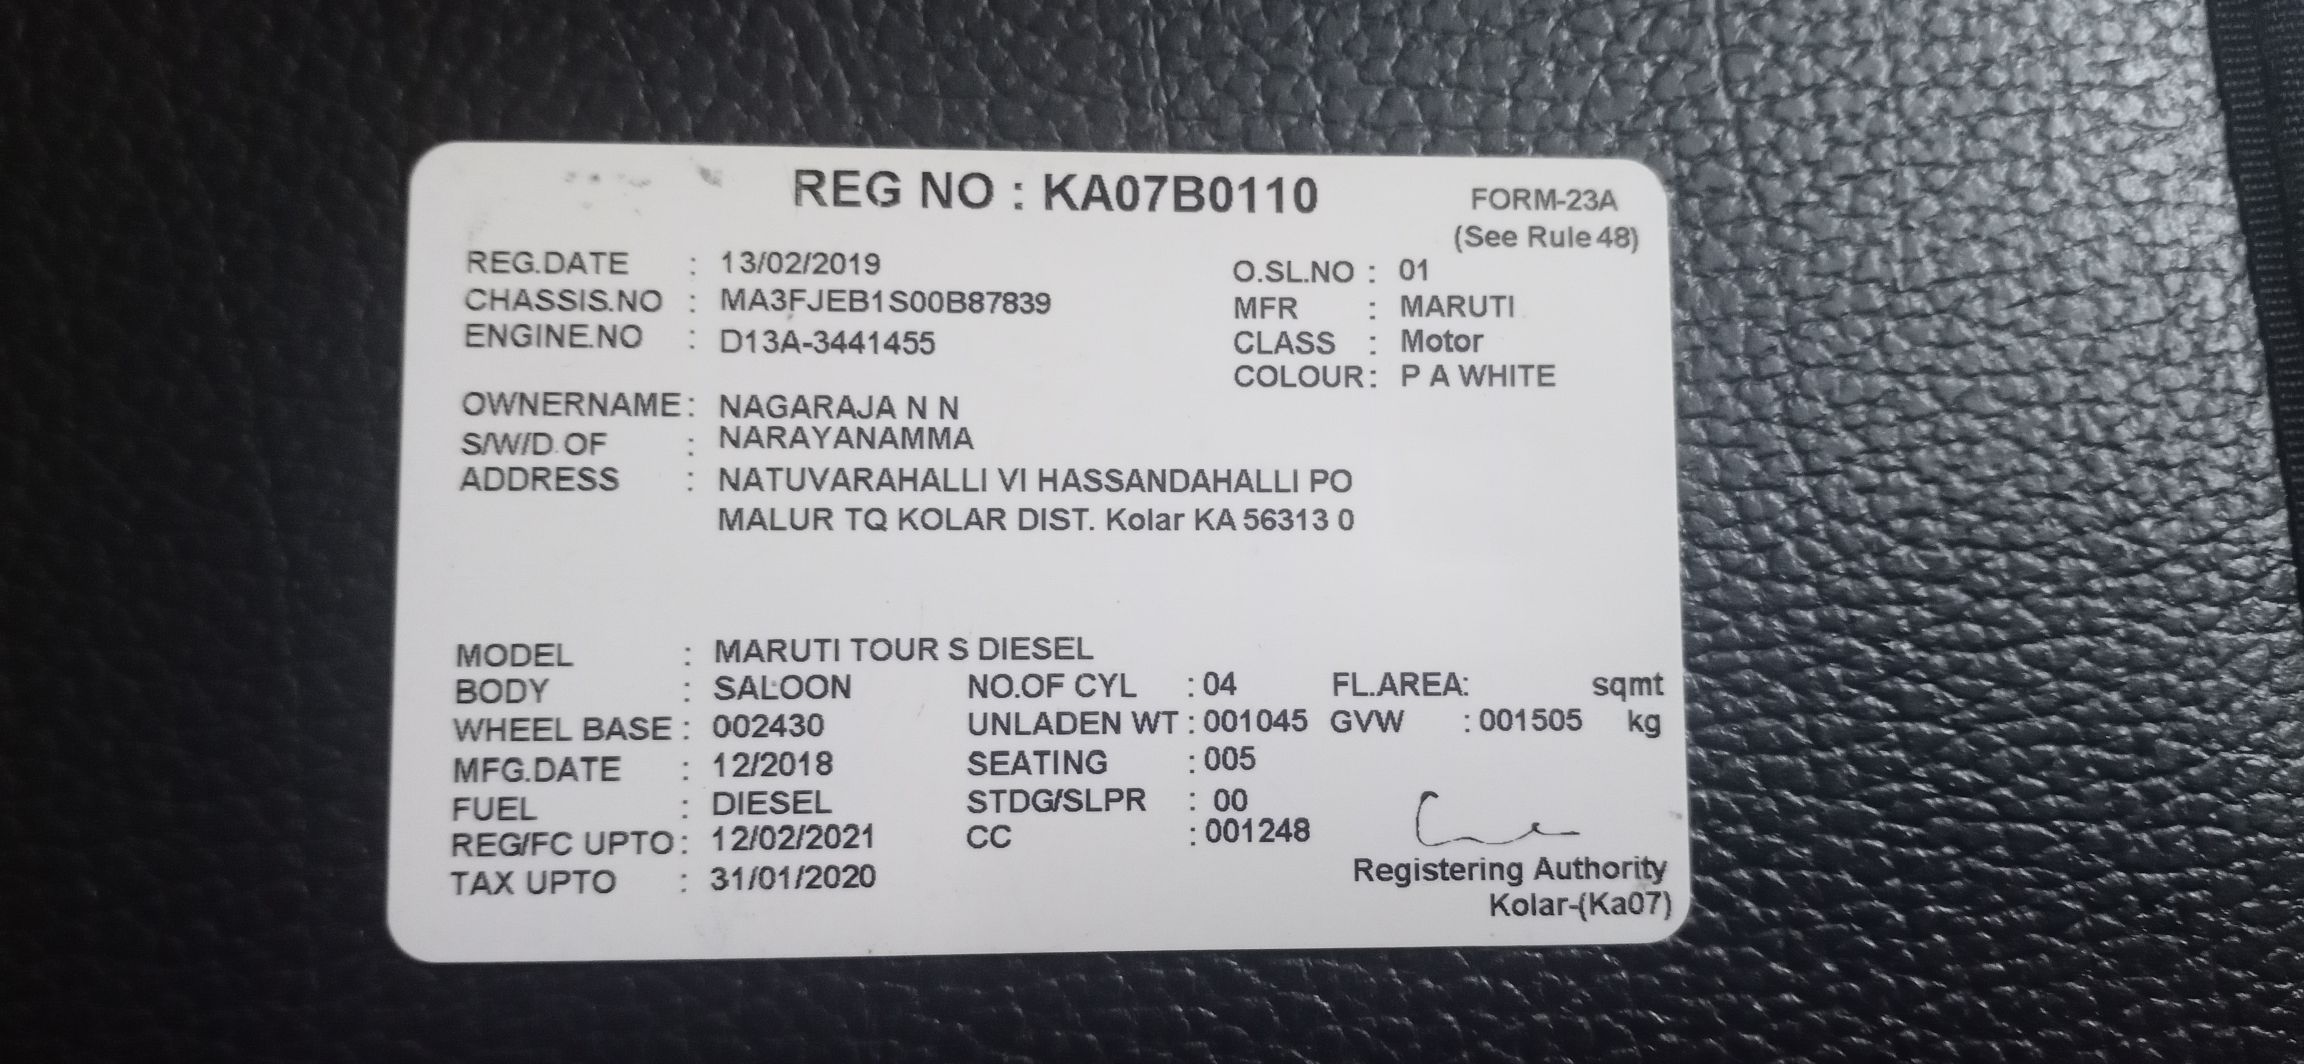 REG NO : KA07B0110
FORM-23A
(See Rule 48)
REG.DATE : 13/02/2019
O.SL.NO : 01
CHASSIS.NO : MA3FJEB1S00B87839
MFR : MARUTI
ENGINE.NO : D13A-3441455
CLASS : Motor
COLOUR : P A WHITE
OWNERNAME : NAGARAJA N N
S/W/D.OF : NARAYANAMMA
ADDRESS : NATUVARAHALLI VI HASSANDAHALLI PO
MALUR TQ KOLAR DIST. Kolar KA 56313 0
MODEL : MARUTI TOUR S DIESEL
BODY : SALOON NO.OF CYL : 04 FL.AREA: sqmt
WHEEL BASE : 002430 UNLADEN WT : 001045 GVW : 001505 kg
MFG.DATE : 12/2018 SEATING : 005
FUEL : DIESEL STDG/SLPR : 00
REG/FC UPTO : 12/02/2021 CC : 001248
TAX UPTO : 31/01/2020
Registering Authority
Kolar-(Ka07)